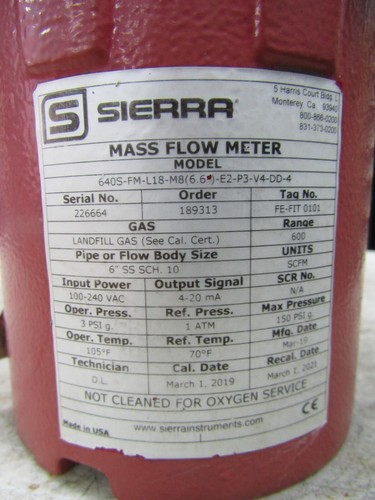 S SIERRA®
5 Harris Court Bldg. L
Monterey, Ca. 93940
800-866-0200
831-373-0200
MASS FLOW METER
MODEL
640S-FM-L18-M8(6.6")-E2-P3-V4-DD-4
Serial No. Order Tag No.
226664 189313 FE-FIT 0101
GAS Range
LANDFILL GAS (See Cal. Cert.) 600
Pipe or Flow Body Size UNITS
6" SS SCH. 10 SCFM
Input Power Output Signal SCR No.
100-240 VAC 4-20 mA N/A
Oper. Press. Ref. Press. Max Pressure
3 PSI g. 1 ATM 150 PSI g.
Oper. Temp. Ref. Temp. Mfg. Date
105°F 70°F Mar-19
Technician Cal. Date Recal. Date
D.L. March 1, 2019 March 1, 2021
NOT CLEANED FOR OXYGEN SERVICE
Made in USA www.sierrainstruments.com CE